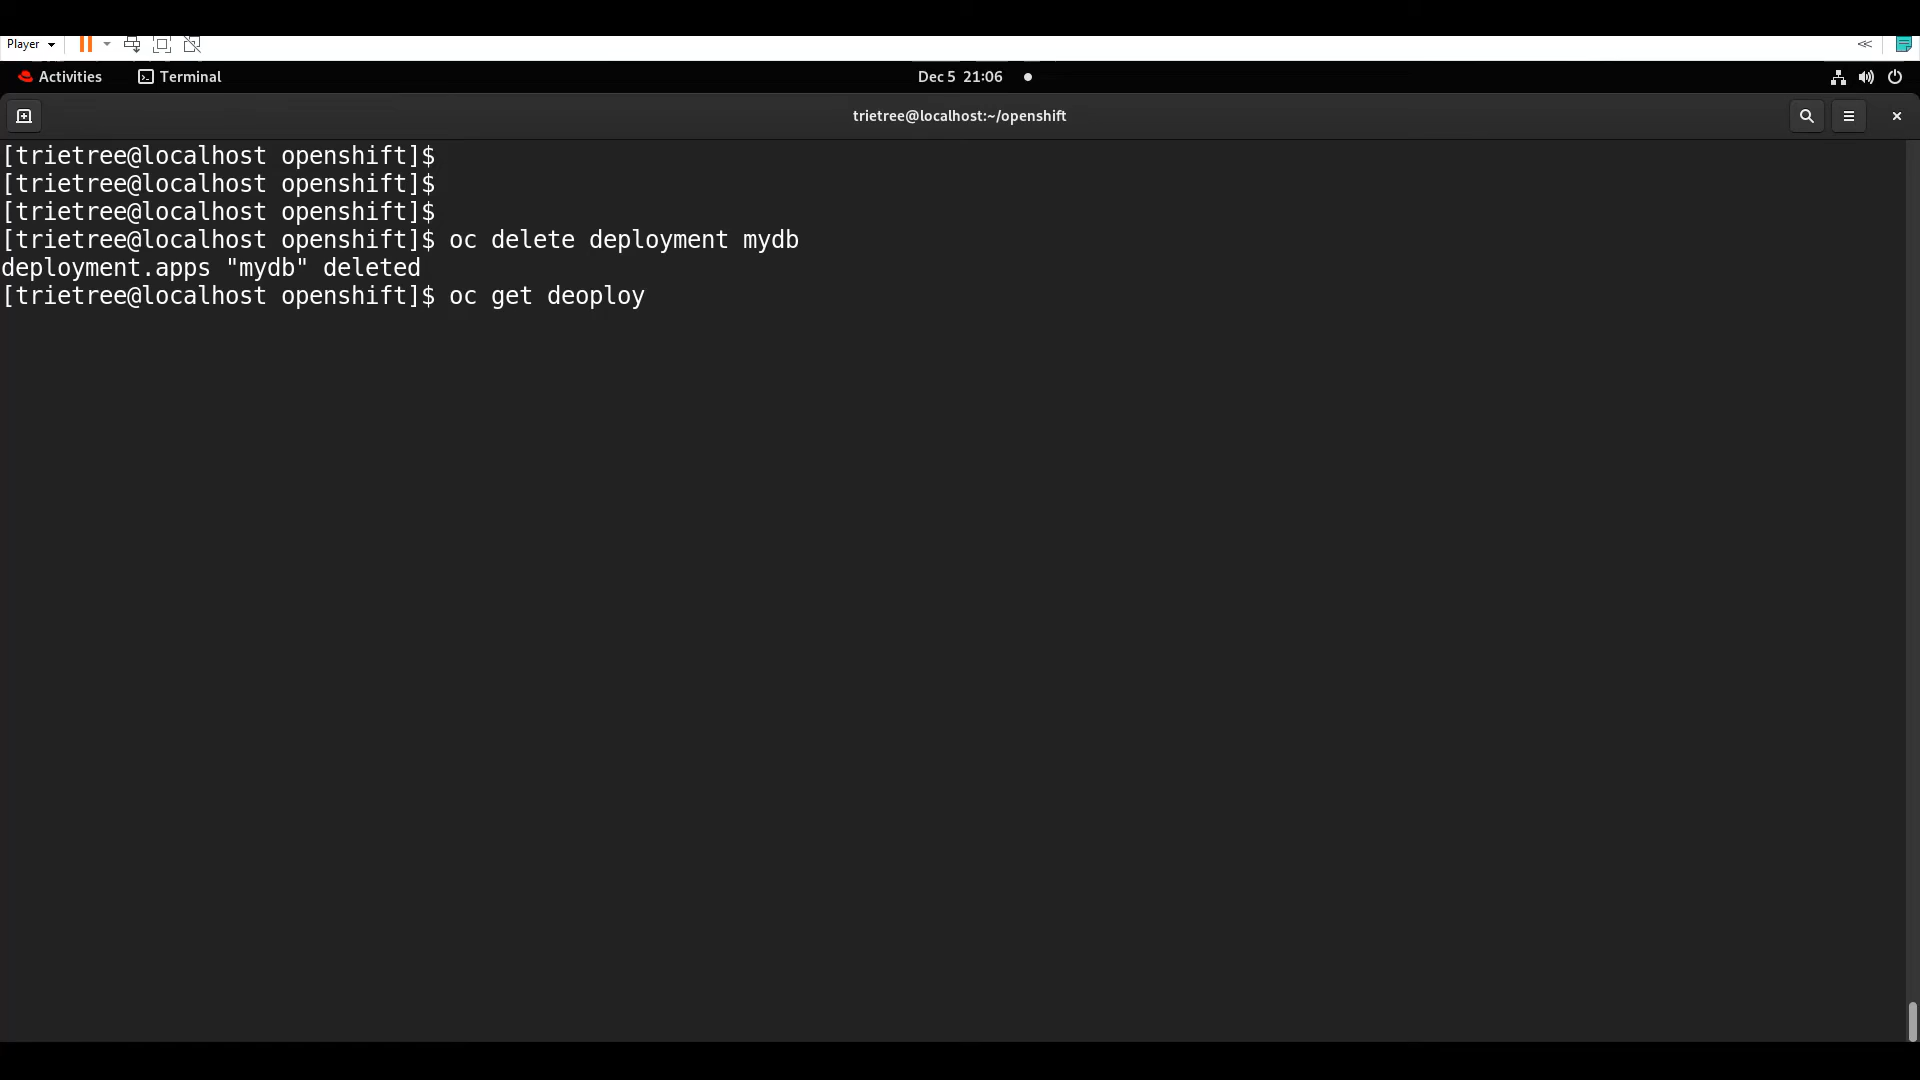 Player
Activities Terminal Dec 5 21:06
trietree@localhost:~/openshift
[trietree@localhost openshift]$
[trietree@localhost openshift]$
[trietree@localhost openshift]$
[trietree@localhost openshift]$ oc delete deployment mydb
deployment.apps "mydb" deleted
[trietree@localhost openshift]$ oc get deoploy